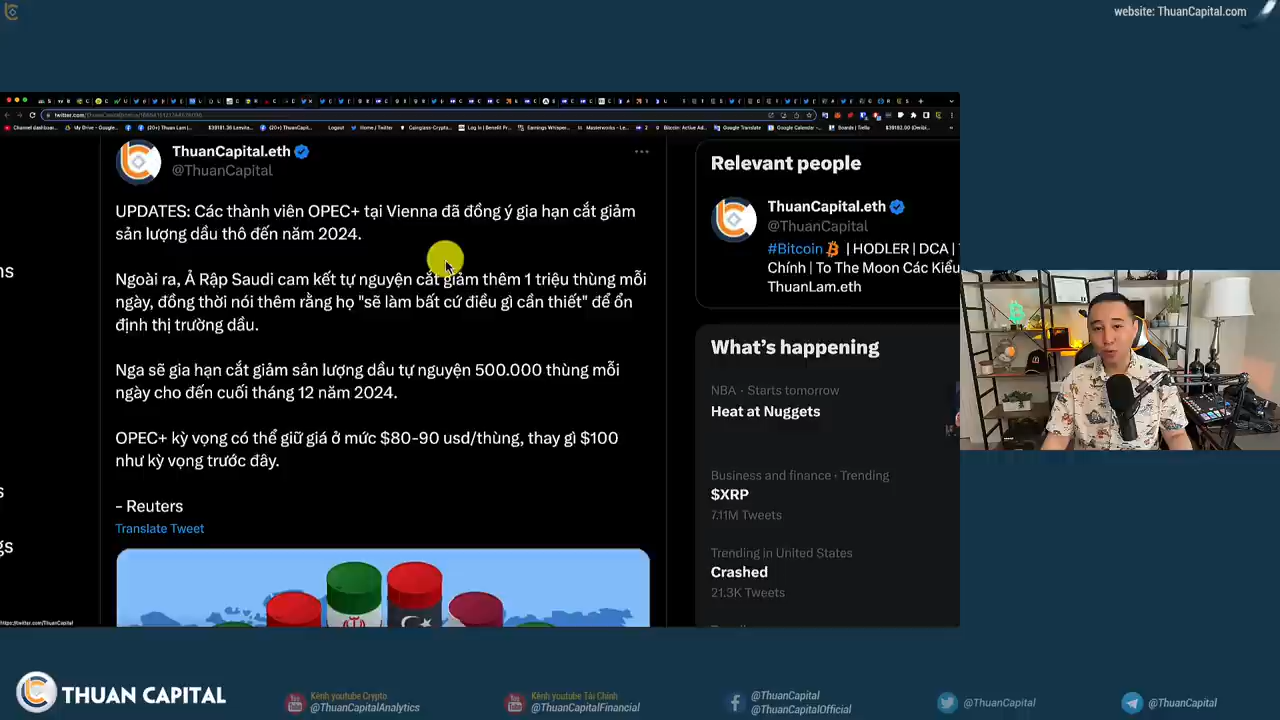 website: ThuanCapital.com
ThuanCapital.eth
@ThuanCapital
UPDATES: Các thành viên OPEC+ tại Vienna đã đồng ý gia hạn cắt giảm
sản lượng dầu thô đến năm 2024.
Ngoài ra, Ả Rập Saudi cam kết tự nguyện cắt giảm thêm 1 triệu thùng mỗi
ngày, đồng thời nói thêm rằng họ "sẽ làm bất cứ điều gì cần thiết" để ổn
định thị trường dầu.
Nga sẽ gia hạn cắt giảm sản lượng dầu tự nguyện 500.000 thùng mỗi
ngày cho đến cuối tháng 12 năm 2024.
OPEC+ kỳ vọng có thể giữ giá ở mức $80-90 usd/thùng, thay gì $100
như kỳ vọng trước đây.
- Reuters
Translate Tweet
Relevant people
ThuanCapital.eth
@ThuanCapital
#Bitcoin | HODLER | DCA |
Chính | To The Moon Các Kiểu
ThuanLam.eth
What's happening
NBA · Starts tomorrow
Heat at Nuggets
Business and finance · Trending
$XRP
7.11M Tweets
Trending in United States
Crashed
21.3K Tweets
THUAN CAPITAL
Kênh youtube Crypto
@ThuanCapitalAnalytics
Kênh youtube Tài Chính
@ThuanCapitalFinancial
@ThuanCapital
@ThuanCapitalOfficial
@ThuanCapital
@ThuanCapital